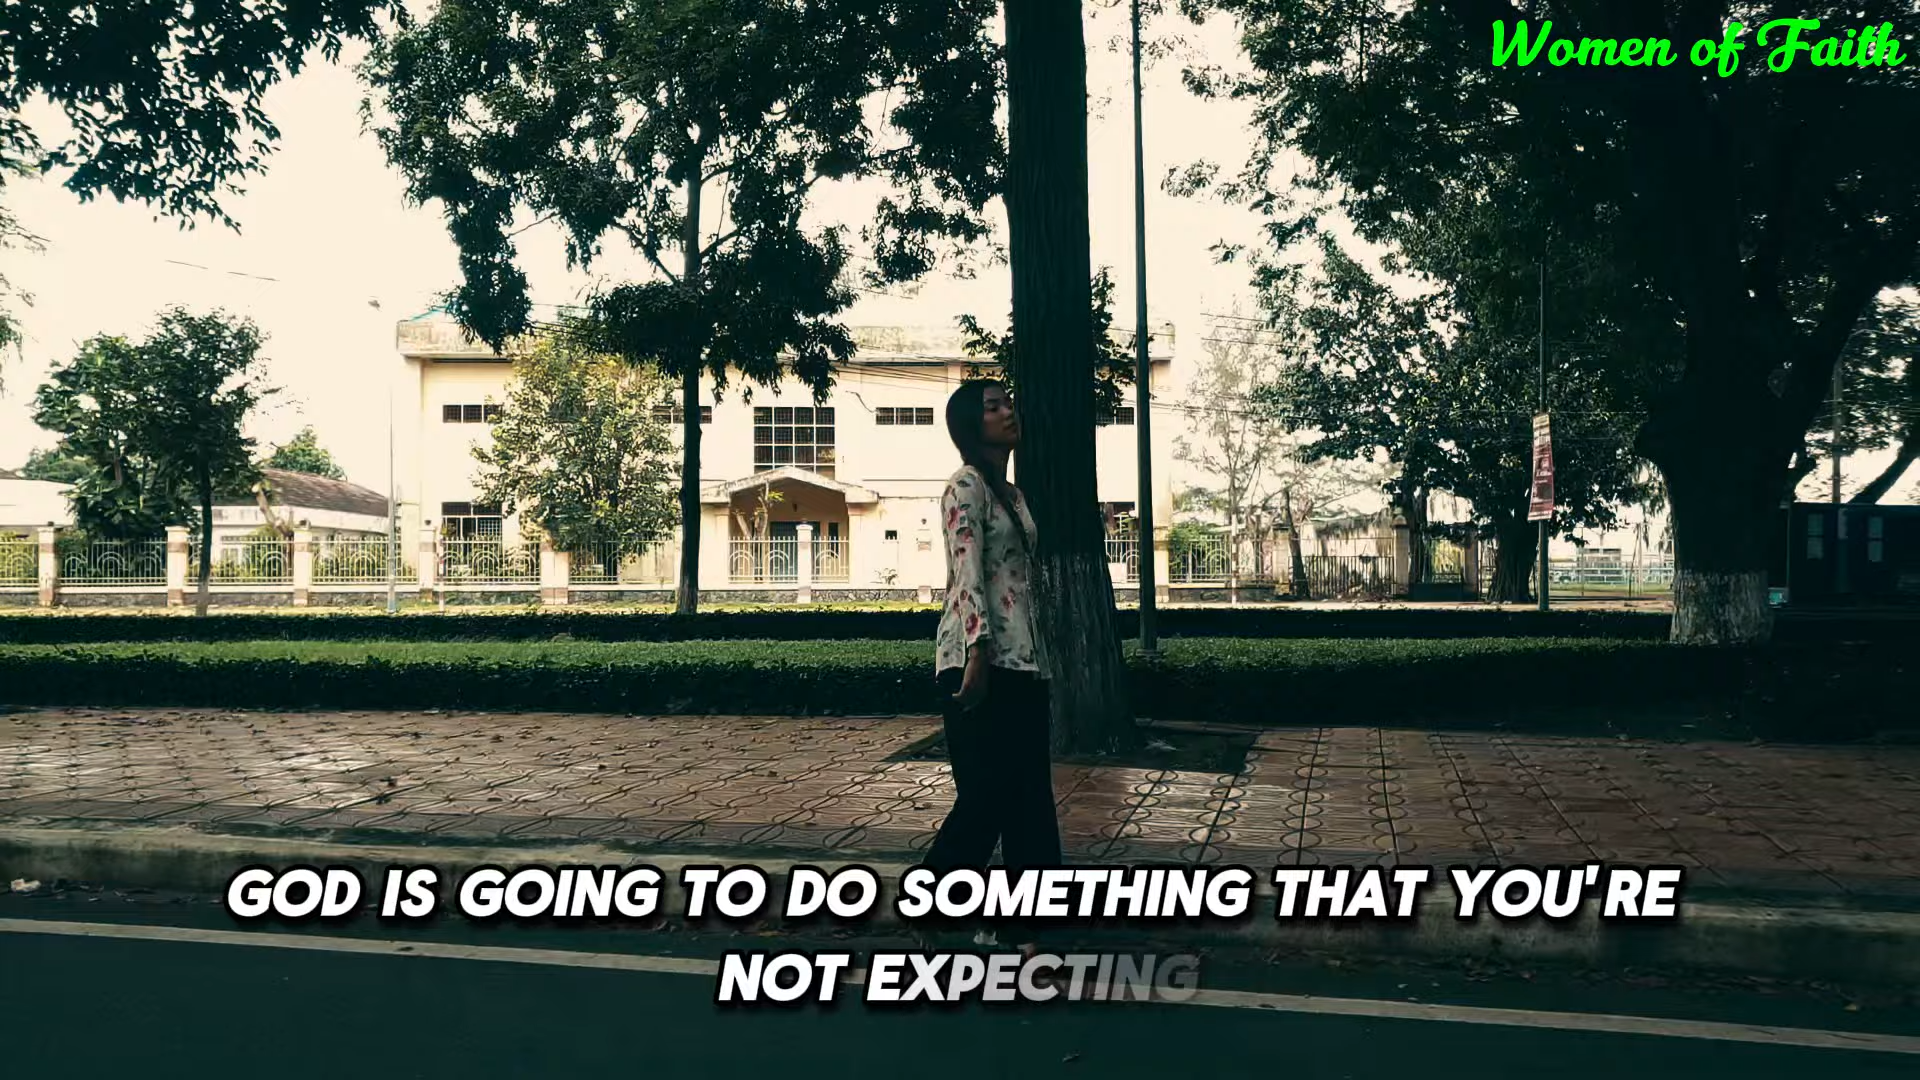 Women of Faith
GOD IS GOING TO DO SOMETHING THAT YOU'RE
NOT EXPECTING